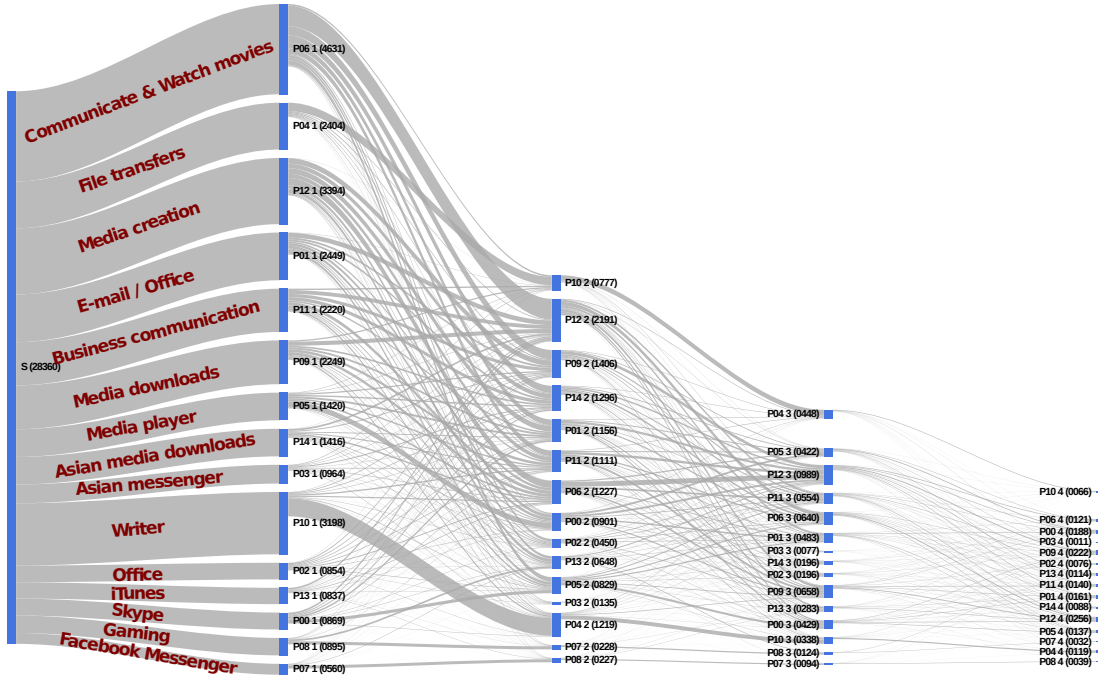 S (28360)
Communicate & Watch movies
File transfers
Media creation
E-mail / Office
Business communication
Media downloads
Media player
Asian media downloads
Asian messenger
Writer
Office
iTunes
Skype
Gaming
Facebook Messenger
P06 1 (4631)
P04 1 (2404)
P12 1 (3394)
P01 1 (2449)
P11 1 (2220)
P09 1 (2249)
P05 1 (1420)
P14 1 (1416)
P03 1 (0964)
P10 1 (3198)
P02 1 (0854)
P13 1 (0837)
P00 1 (0869)
P08 1 (0895)
P07 1 (0560)
P10 2 (0777)
P12 2 (2191)
P09 2 (1406)
P14 2 (1296)
P01 2 (1156)
P11 2 (1111)
P06 2 (1227)
P00 2 (0901)
P02 2 (0450)
P13 2 (0648)
P05 2 (0829)
P03 2 (0135)
P04 2 (1219)
P07 2 (0228)
P08 2 (0227)
P04 3 (0448)
P05 3 (0422)
P12 3 (0989)
P11 3 (0554)
P06 3 (0640)
P01 3 (0483)
P03 3 (0077)
P14 3 (0196)
P02 3 (0196)
P09 3 (0658)
P13 3 (0283)
P00 3 (0429)
P10 3 (0338)
P08 3 (0124)
P07 3 (0094)
P10 4 (0066)
P06 4 (0121)
P00 4 (0188)
P03 4 (0011)
P09 4 (0222)
P02 4 (0076)
P13 4 (0114)
P11 4 (0140)
P01 4 (0161)
P14 4 (0088)
P12 4 (0256)
P05 4 (0137)
P07 4 (0032)
P04 4 (0119)
P08 4 (0039)